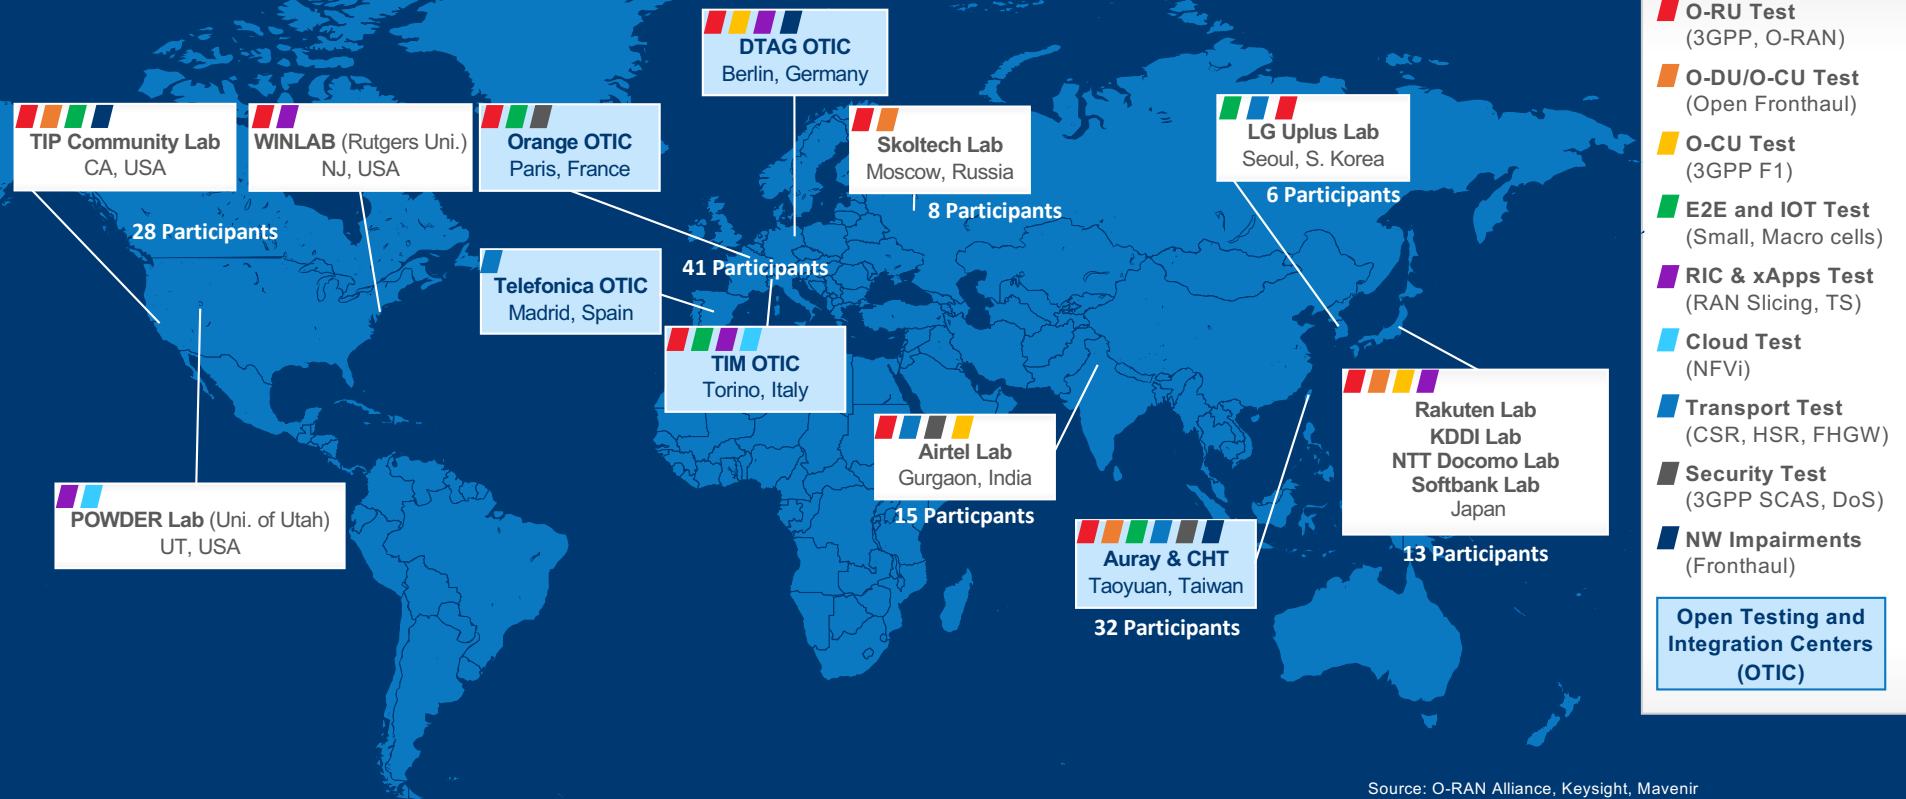 DTAG OTIC
Berlin, Germany
TIP Community Lab
CA, USA
WINLAB (Rutgers Uni.)
NJ, USA
Orange OTIC
Paris, France
Skoltech Lab
Moscow, Russia
8 Participants
LG Uplus Lab
Seoul, S. Korea
6 Participants
28 Participants
41 Participants
Telefonica OTIC
Madrid, Spain
TIM OTIC
Torino, Italy
Airtel Lab
Gurgaon, India
15 Particpants
Rakuten Lab
KDDI Lab
NTT Docomo Lab
Softbank Lab
Japan
13 Participants
POWDER Lab (Uni. of Utah)
UT, USA
Auray & CHT
Taoyuan, Taiwan
32 Participants
O-RU Test
(3GPP, O-RAN)
O-DU/O-CU Test
(Open Fronthaul)
O-CU Test
(3GPP F1)
E2E and IOT Test
(Small, Macro cells)
RIC & xApps Test
(RAN Slicing, TS)
Cloud Test
(NFVi)
Transport Test
(CSR, HSR, FHGW)
Security Test
(3GPP SCAS, DoS)
NW Impairments
(Fronthaul)
Open Testing and
Integration Centers
(OTIC)
Source: O-RAN Alliance, Keysight, Mavenir